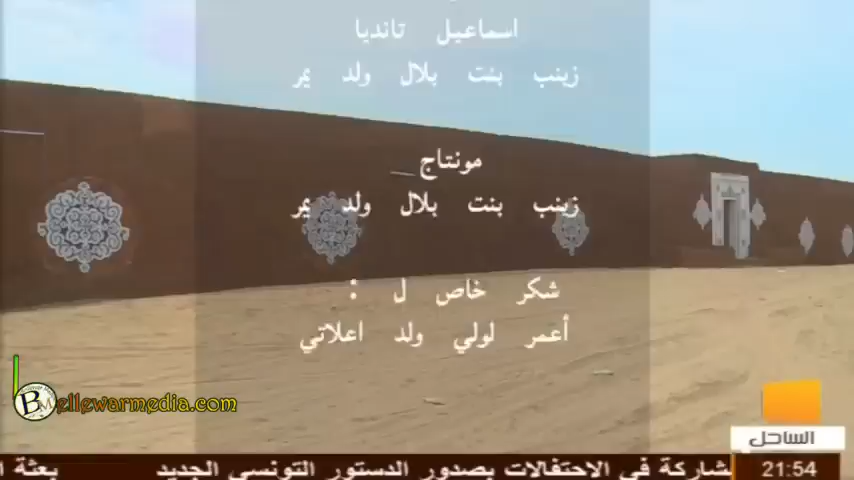 اسماعيل تانديا
زينب بنت بلال ولد يمر
مونتاج
زينب بنت بلال ولد يمر
شكر خاص ل :
أعمر لولي ولد اعلاتي
Bellewarmedia.com
الساحل
21:54
مشاركة في الاحتفالات بصدور الدستور التونسي الجديد بعثة